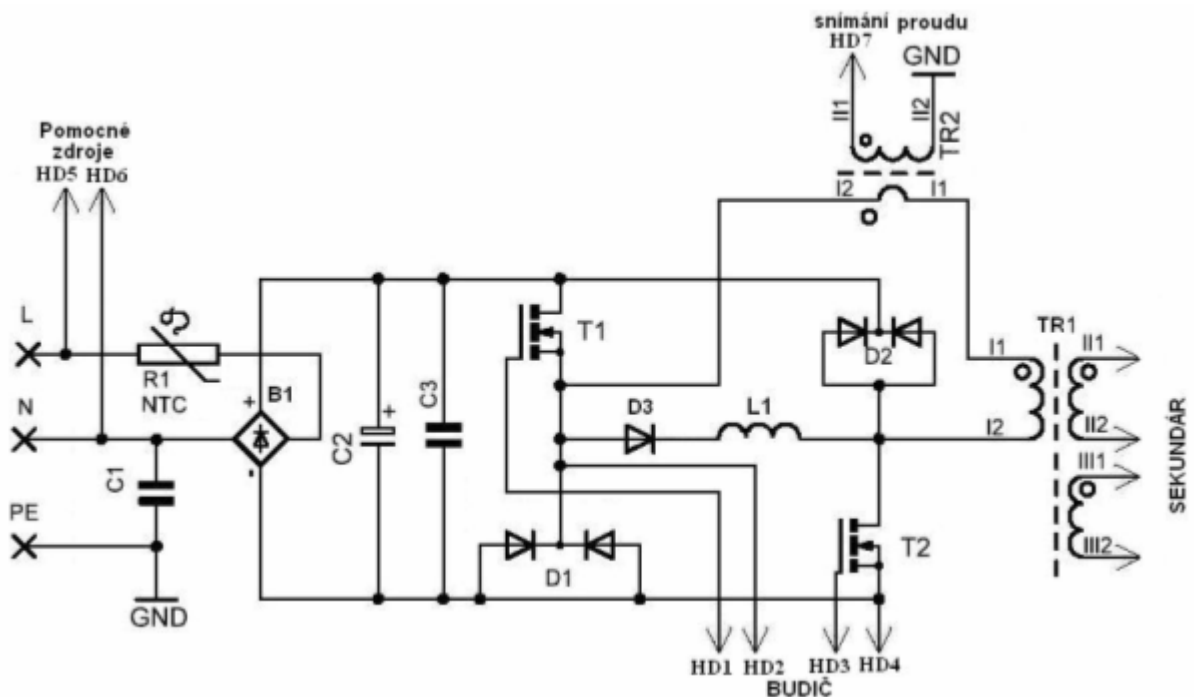 snímání proudu
HD7
GND
II1
II2
TR2
I2
I1
Pomocné
zdroje
HD5 HD6
L
R1
NTC
N
B1
+
-
C1
PE
GND
+
C2
C3
T1
D2
D3
L1
TR1
I1
I2
II1
II2
III1
III2
SEKUNDÁR
D1
T2
HD1
HD2
HD3
HD4
BUDIČ